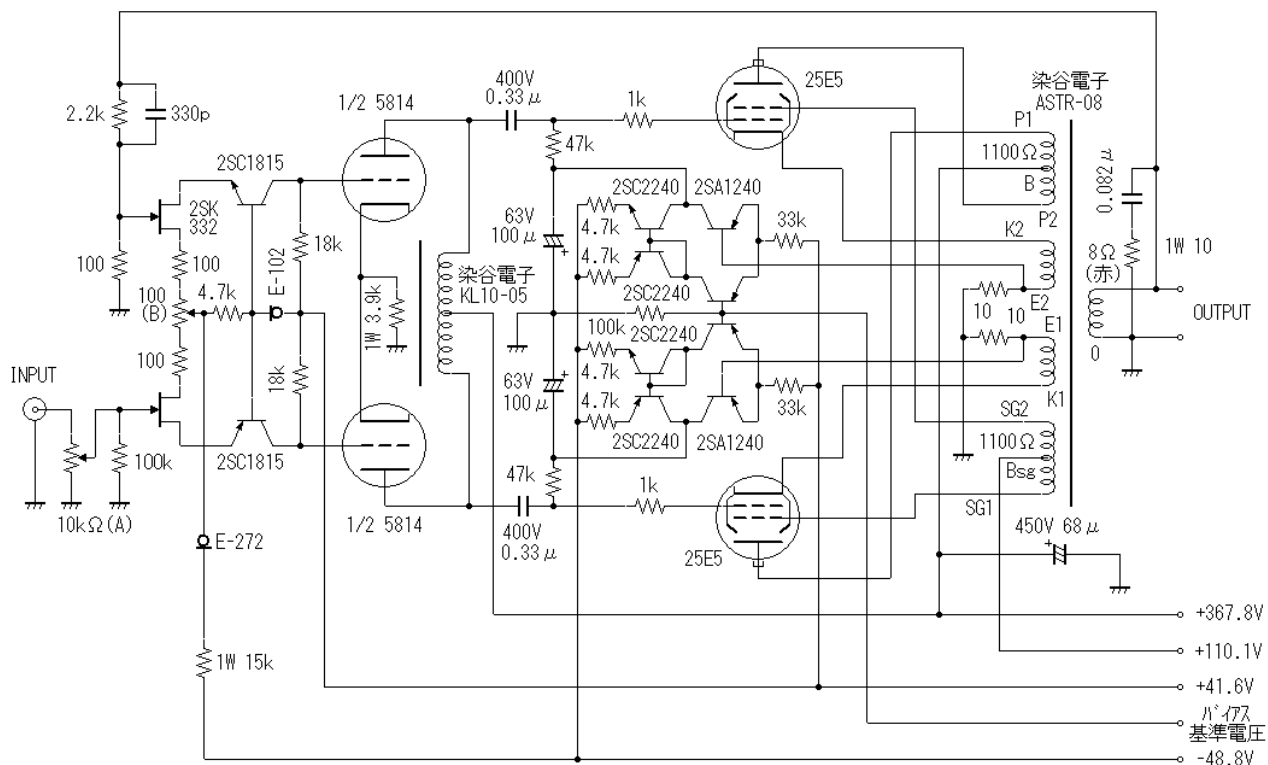 400V
0.33μ
25E5
染谷電子
ASTR-08
1/2 5814
2.2k
330p
1k
P1
1100Ω
B
P2
0.082μ
47k
2SC1815
2SC2240
2SA1240
2SK
332
18k
63V
100μ
4.7k
33k
K2
8Ω
(赤)
1W 10
100
100
E-102
染谷電子
KL10-05
4.7k
10
E2
100
(B)
4.7k
1W 3.9k
2SC2240
10
E1
OUTPUT
100k
2SC2240
0
100
INPUT
18k
63V
100μ
4.7k
4.7k
33k
K1
2SC2240
2SA1240
SG2
1100Ω
Bsg
SG1
100k
2SC1815
47k
1k
10kΩ(A)
1/2 5814
400V
0.33μ
25E5
450V 68μ
E-272
+367.8V
1W 15k
+110.1V
+41.6V
バイアス
基準電圧
-48.8V